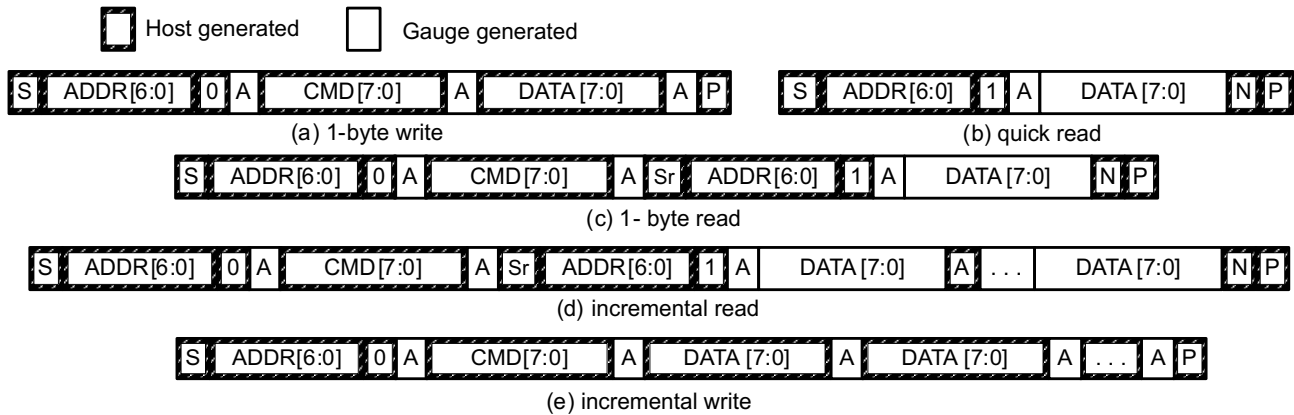 Host generated Gauge generated
S ADDR[6:0] 0 A CMD[7:0] A DATA[7:0] A P S ADDR[6:0] 1 A DATA[7:0] N P
(a) 1-byte write (b) quick read
S ADDR[6:0] 0 A CMD[7:0] A Sr ADDR[6:0] 1 A DATA[7:0] N P
(c) 1- byte read
S ADDR[6:0] 0 A CMD[7:0] A Sr ADDR[6:0] 1 A DATA[7:0] A . . . DATA[7:0] N P
(d) incremental read
S ADDR[6:0] 0 A CMD[7:0] A DATA[7:0] A DATA[7:0] A . . . A P
(e) incremental write